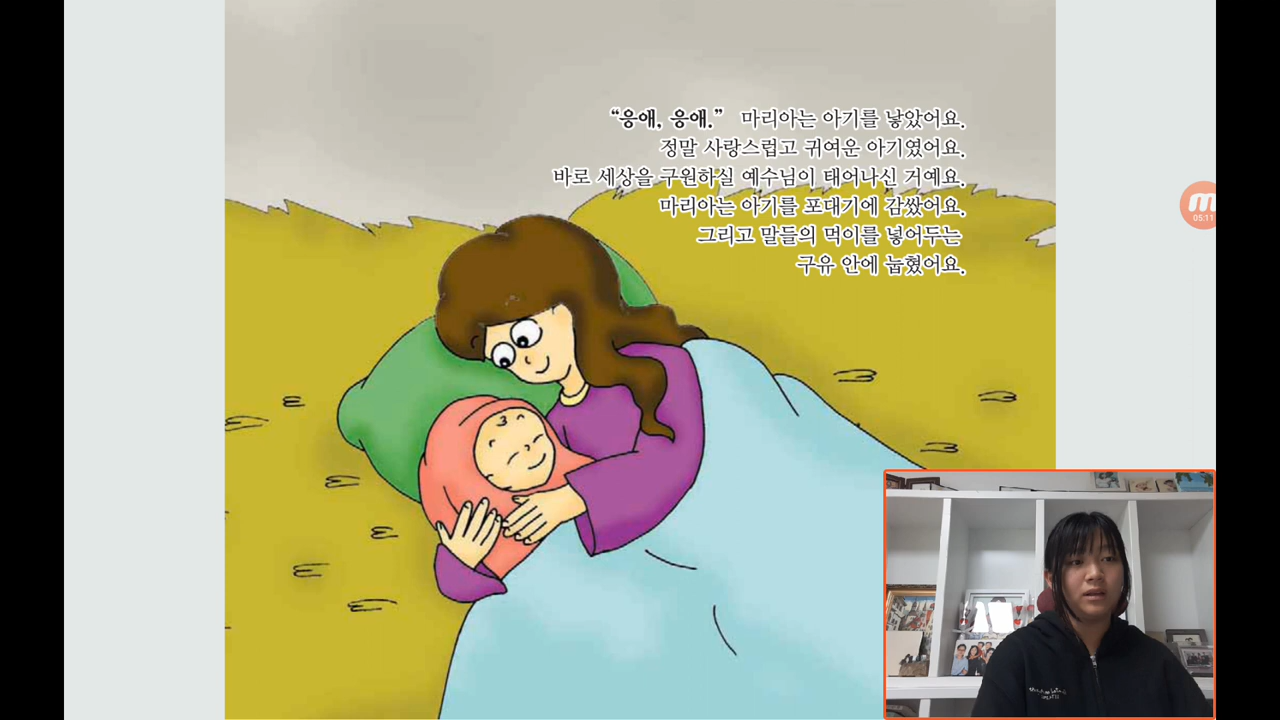 “응애, 응애.” 마리아는 아기를 낳았어요.
정말 사랑스럽고 귀여운 아기였어요.
바로 세상을 구원하실 예수님이 태어나신 거예요.
마리아는 아기를 포대기에 감쌌어요.
그리고 말들의 먹이를 넣어두는
구유 안에 눕혔어요.
05:11